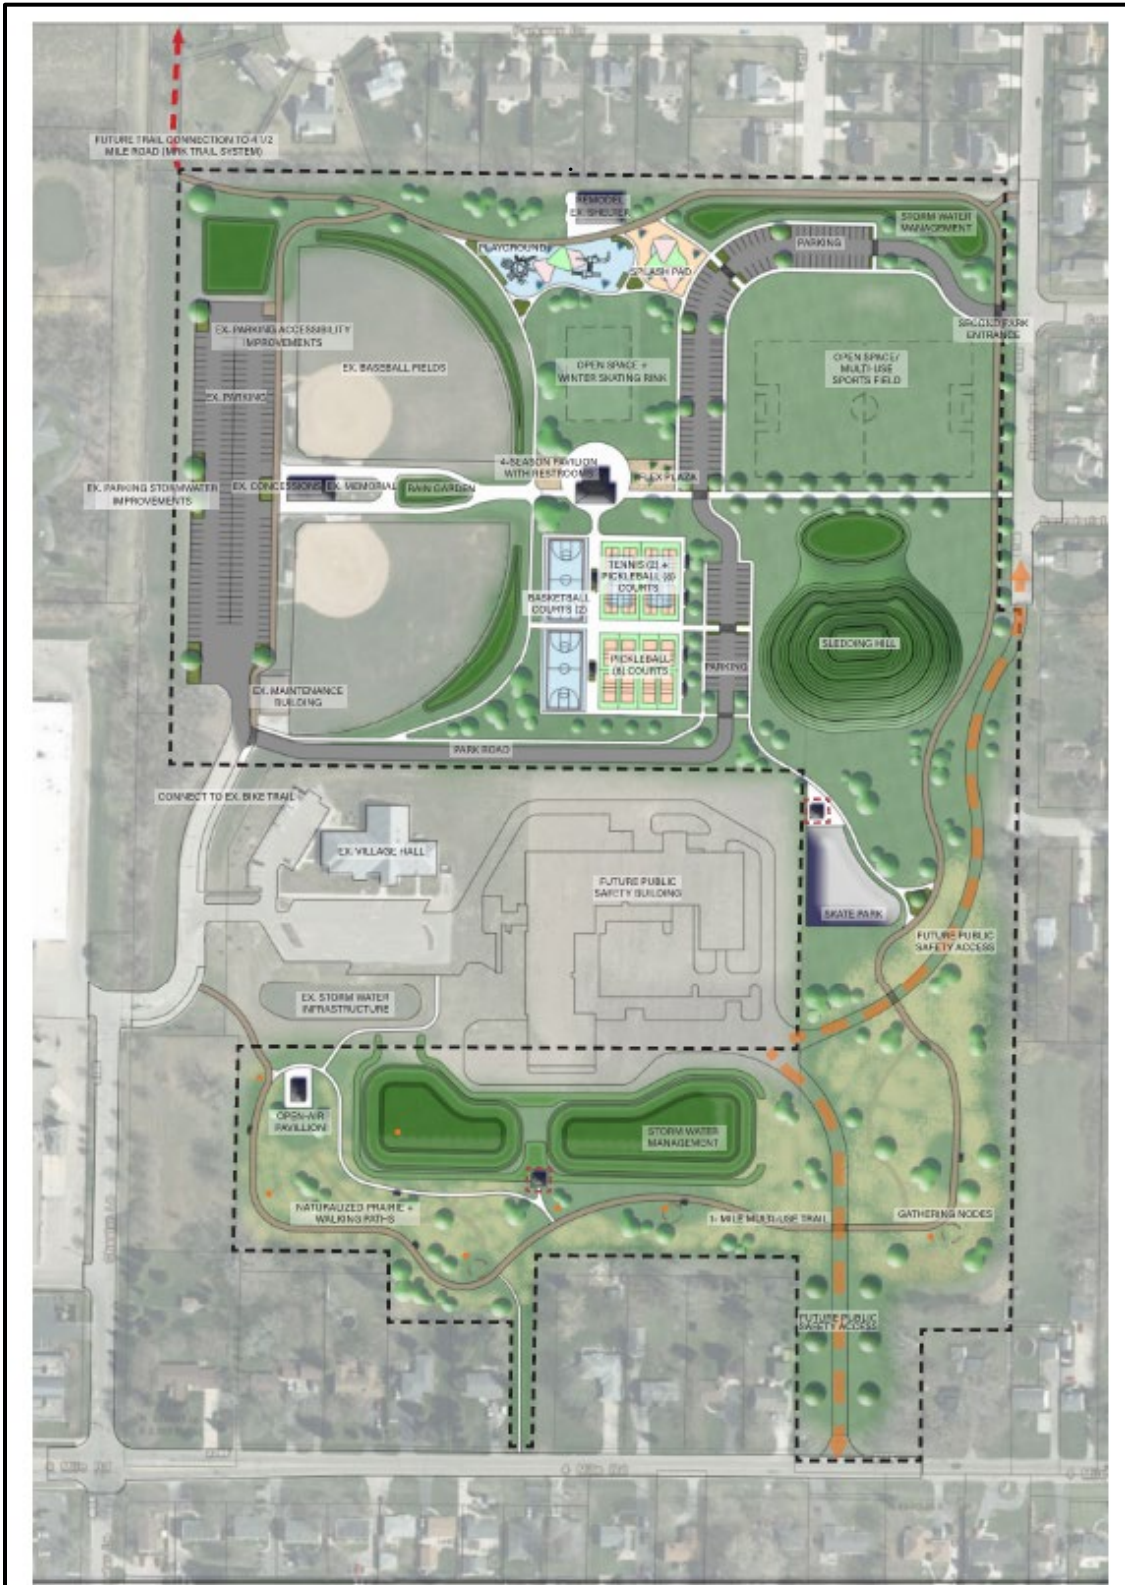 FUTURE TRAIL CONNECTION TO 4 1/2
MILE ROAD (MRK TRAIL SYSTEM)
REMODEL
EX. SHELTER
STORM WATER
MANAGEMENT
PLAYGROUND
PARKING
SPLASH PAD
EX. PARKING ACCESSIBILITY
IMPROVEMENTS
SECOND PARK
ENTRANCE
EX. BASEBALL FIELDS
OPEN SPACE +
WINTER SKATING RINK
OPEN SPACE/
MULTI-USE
SPORTS FIELD
EX. PARKING
4-SEASON PAVILION
WITH RESTROOMS
FLEX PLAZA
EX. PARKING STORMWATER
IMPROVEMENTS
EX. CONCESSIONS
EX. MEMORIAL
RAIN GARDEN
TENNIS (2) +
PICKLEBALL (8)
COURTS
BASKETBALL
COURTS (2)
SLEDDING HILL
PICKLEBALL
(8) COURTS
PARKING
EX. MAINTENANCE
BUILDING
PARK ROAD
CONNECT TO EX. BIKE TRAIL
EX. VILLAGE HALL
FUTURE PUBLIC
SAFETY BUILDING
SKATE PARK
FUTURE PUBLIC
SAFETY ACCESS
EX. STORM WATER
INFRASTRUCTURE
OPEN-AIR
PAVILLION
STORM WATER
MANAGEMENT
NATURALIZED PRAIRIE +
WALKING PATHS
1- MILE MULTI-USE TRAIL
GATHERING NODES
FUTURE PUBLIC
SAFETY ACCESS